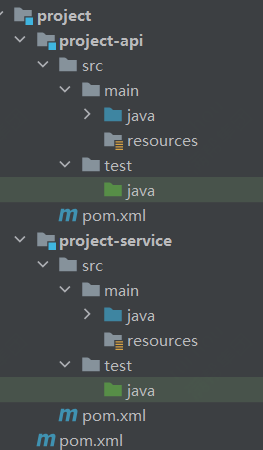 project
project-api
src
main
java
resources
test
java
pom.xml
project-service
src
main
java
resources
test
java
pom.xml
pom.xml